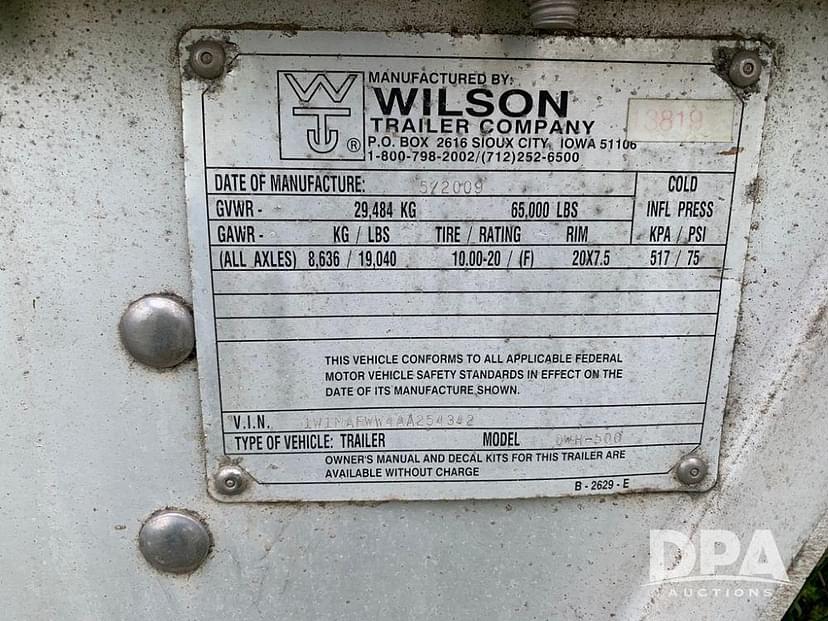 MANUFACTURED BY:
WILSON
TRAILER COMPANY
P.O. BOX 2616 SIOUX CITY, IOWA 51106
1-800-798-2002/(712)252-6500
WT ®
13819
DATE OF MANUFACTURE: 5/2009 COLD
GVWR - 29,484 KG 65,000 LBS INFL PRESS
GAWR - KG / LBS TIRE / RATING RIM KPA / PSI
(ALL AXLES) 8,636 / 19,040 10.00-20 / (F) 20X7.5 517 / 75
THIS VEHICLE CONFORMS TO ALL APPLICABLE FEDERAL
MOTOR VEHICLE SAFETY STANDARDS IN EFFECT ON THE
DATE OF ITS MANUFACTURE SHOWN.
V.I.N.
TYPE OF VEHICLE: TRAILER MODEL DWH-500
OWNER'S MANUAL AND DECAL KITS FOR THIS TRAILER ARE
AVAILABLE WITHOUT CHARGE
B - 2629 - E
DPA
AUCTIONS